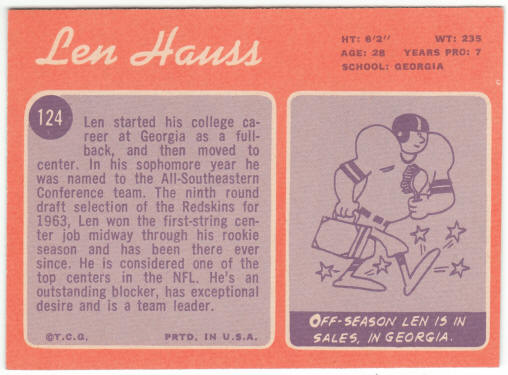 Len Hauss
HT: 6'2" WT: 235
AGE: 28 YEARS PRO: 7
SCHOOL: GEORGIA
124
Len started his college ca-
reer at Georgia as a full-
back, and then moved to
center. In his sophomore year he
was named to the All-Southeastern
Conference team. The ninth round
draft selection of the Redskins for
1963, Len won the first-string cen-
ter job midway through his rookie
season and has been there ever
since. He is considered one of the
top centers in the NFL. He's an
outstanding blocker, has exceptional
desire and is a team leader.
©T.C.G. PRTD. IN U.S.A.
OFF-SEASON LEN IS IN
SALES, IN GEORGIA.